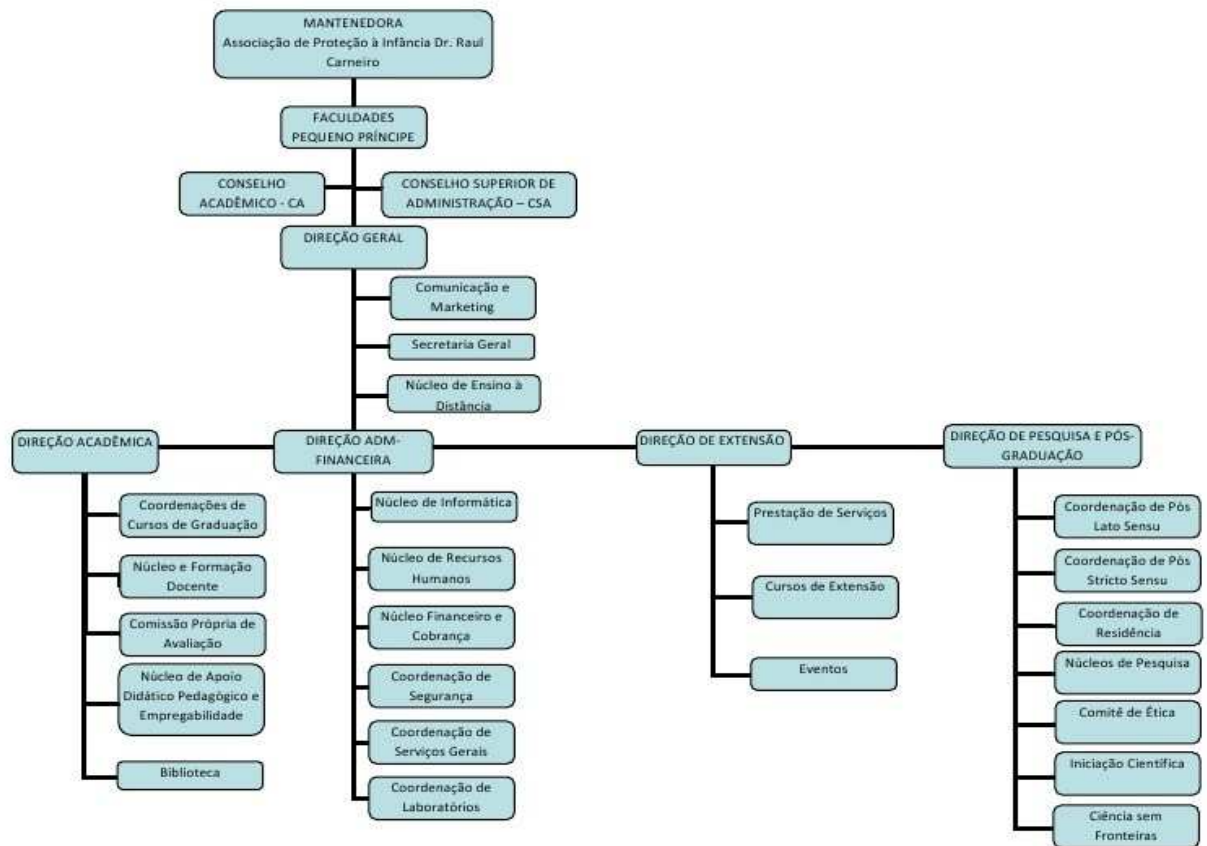 MANTENEDORA
Associação de Proteção à Infância Dr. Raul
Carneiro
FACULDADES
PEQUENO PRÍNCIPE
CONSELHO
ACADÊMICO - CA
CONSELHO SUPERIOR DE
ADMINISTRAÇÃO – CSA
DIREÇÃO GERAL
Comunicação e
Marketing
Secretaria Geral
Núcleo de Ensino à
Distância
DIREÇÃO ACADÊMICA
Coordenações de
Cursos de Graduação
Núcleo e Formação
Docente
Comissão Própria de
Avaliação
Núcleo de Apoio
Didático Pedagógico e
Empregabilidade
Biblioteca
DIREÇÃO ADM-
FINANCEIRA
Núcleo de Informática
Núcleo de Recursos
Humanos
Núcleo Financeiro e
Cobrança
Coordenação de
Segurança
Coordenação de
Serviços Gerais
Coordenação de
Laboratórios
DIREÇÃO DE EXTENSÃO
Prestação de Serviços
Cursos de Extensão
Eventos
DIREÇÃO DE PESQUISA E PÓS-
GRADUAÇÃO
Coordenação de Pós
Lato Sensu
Coordenação de Pós
Stricto Sensu
Coordenação de
Residência
Núcleos de Pesquisa
Comitê de Ética
Iniciação Científica
Ciência sem
Fronteiras